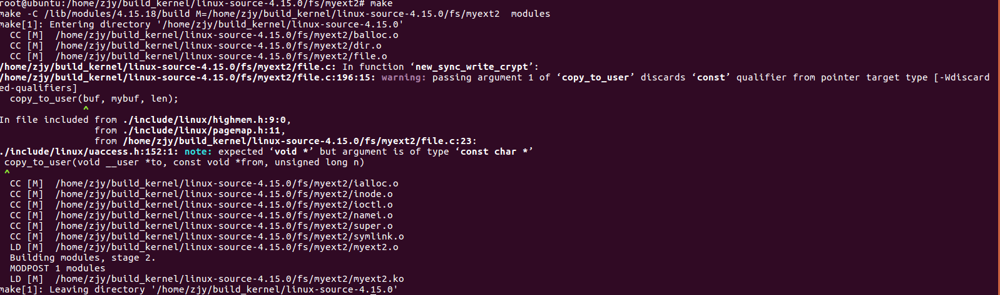 root@ubuntu:/home/zjy/build_kernel/linux-source-4.15.0/fs/myext2# make
make -C /lib/modules/4.15.18/build M=/home/zjy/build_kernel/linux-source-4.15.0/fs/myext2  modules
make[1]: Entering directory '/home/zjy/build_kernel/linux-source-4.15.0'
  CC [M]  /home/zjy/build_kernel/linux-source-4.15.0/fs/myext2/balloc.o
  CC [M]  /home/zjy/build_kernel/linux-source-4.15.0/fs/myext2/dir.o
  CC [M]  /home/zjy/build_kernel/linux-source-4.15.0/fs/myext2/file.o
/home/zjy/build_kernel/linux-source-4.15.0/fs/myext2/file.c: In function ‘new_sync_write_crypt’:
/home/zjy/build_kernel/linux-source-4.15.0/fs/myext2/file.c:196:15: warning: passing argument 1 of ‘copy_to_user’ discards ‘const’ qualifier from pointer target type [-Wdiscard
ed-qualifiers]
  copy_to_user(buf, mybuf, len);
               ^
In file included from ./include/linux/highmem.h:9:0,
                 from ./include/linux/pagemap.h:11,
                 from /home/zjy/build_kernel/linux-source-4.15.0/fs/myext2/file.c:23:
./include/linux/uaccess.h:152:1: note: expected ‘void *’ but argument is of type ‘const char *’
 copy_to_user(void __user *to, const void *from, unsigned long n)
 ^
  CC [M]  /home/zjy/build_kernel/linux-source-4.15.0/fs/myext2/ialloc.o
  CC [M]  /home/zjy/build_kernel/linux-source-4.15.0/fs/myext2/inode.o
  CC [M]  /home/zjy/build_kernel/linux-source-4.15.0/fs/myext2/ioctl.o
  CC [M]  /home/zjy/build_kernel/linux-source-4.15.0/fs/myext2/namei.o
  CC [M]  /home/zjy/build_kernel/linux-source-4.15.0/fs/myext2/super.o
  CC [M]  /home/zjy/build_kernel/linux-source-4.15.0/fs/myext2/symlink.o
  LD [M]  /home/zjy/build_kernel/linux-source-4.15.0/fs/myext2/myext2.o
  Building modules, stage 2.
  MODPOST 1 modules
  LD [M]  /home/zjy/build_kernel/linux-source-4.15.0/fs/myext2/myext2.ko
make[1]: Leaving directory '/home/zjy/build_kernel/linux-source-4.15.0'